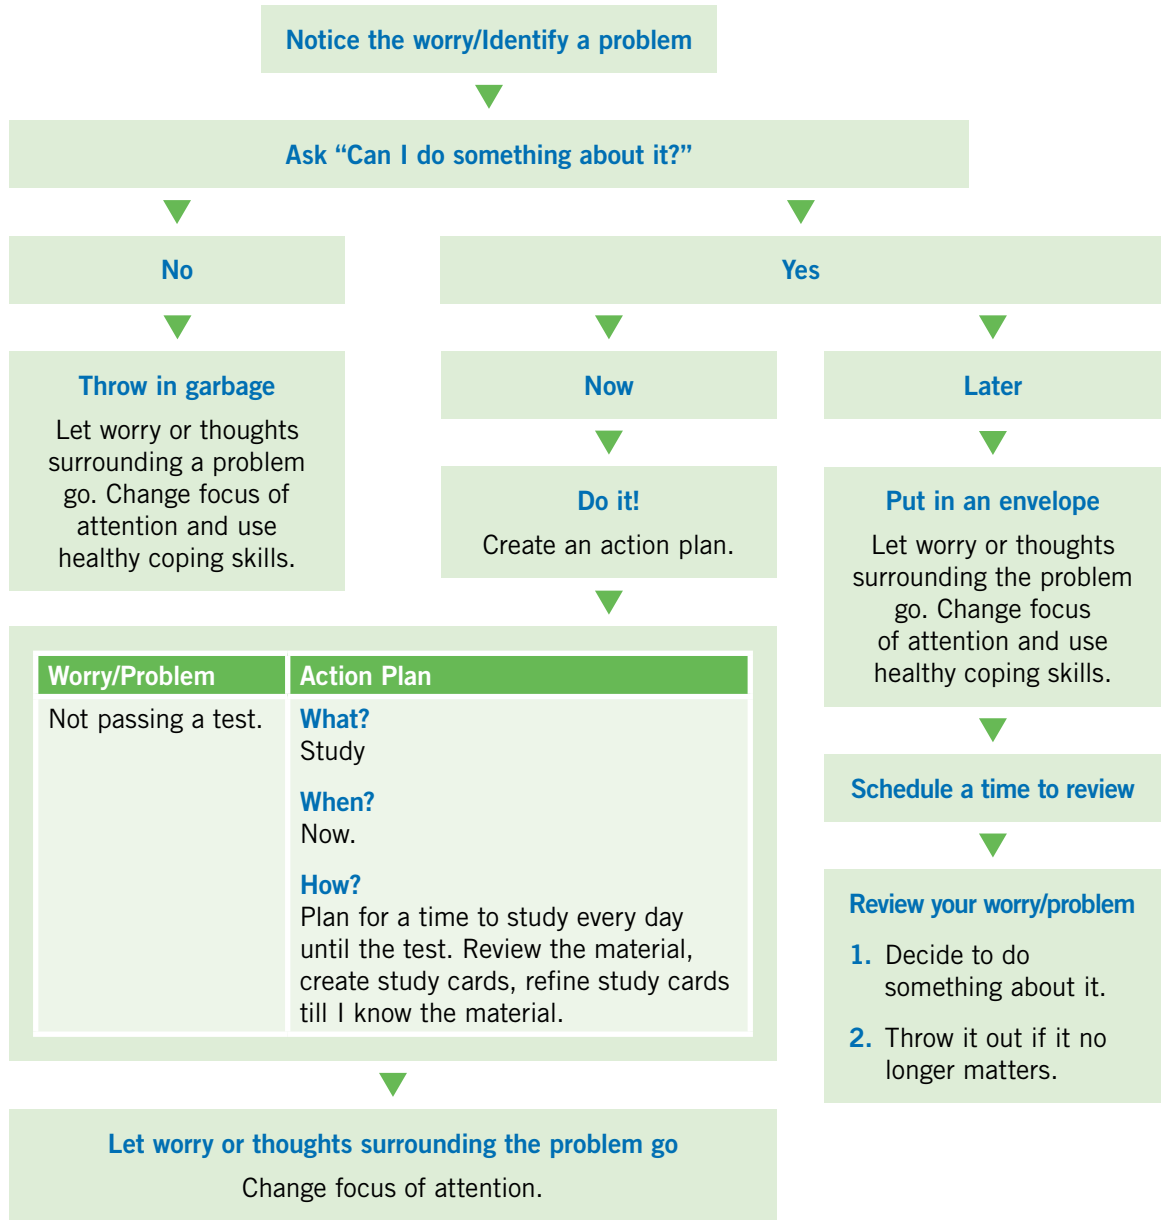 Notice the worry/Identify a problem
Ask “Can I do something about it?”
No
Yes
Throw in garbage
Let worry or thoughts
surrounding a problem
go. Change focus of
attention and use
healthy coping skills.
Now
Later
Do it!
Create an action plan.
Put in an envelope
Let worry or thoughts
surrounding the problem
go. Change focus
of attention and use
healthy coping skills.
Worry/Problem
Action Plan
Not passing a test.
What?
Study
When?
Now.
How?
Plan for a time to study every day
until the test. Review the material,
create study cards, refine study cards
till I know the material.
Schedule a time to review
Review your worry/problem
1. Decide to do
something about it.
2. Throw it out if it no
longer matters.
Let worry or thoughts surrounding the problem go
Change focus of attention.